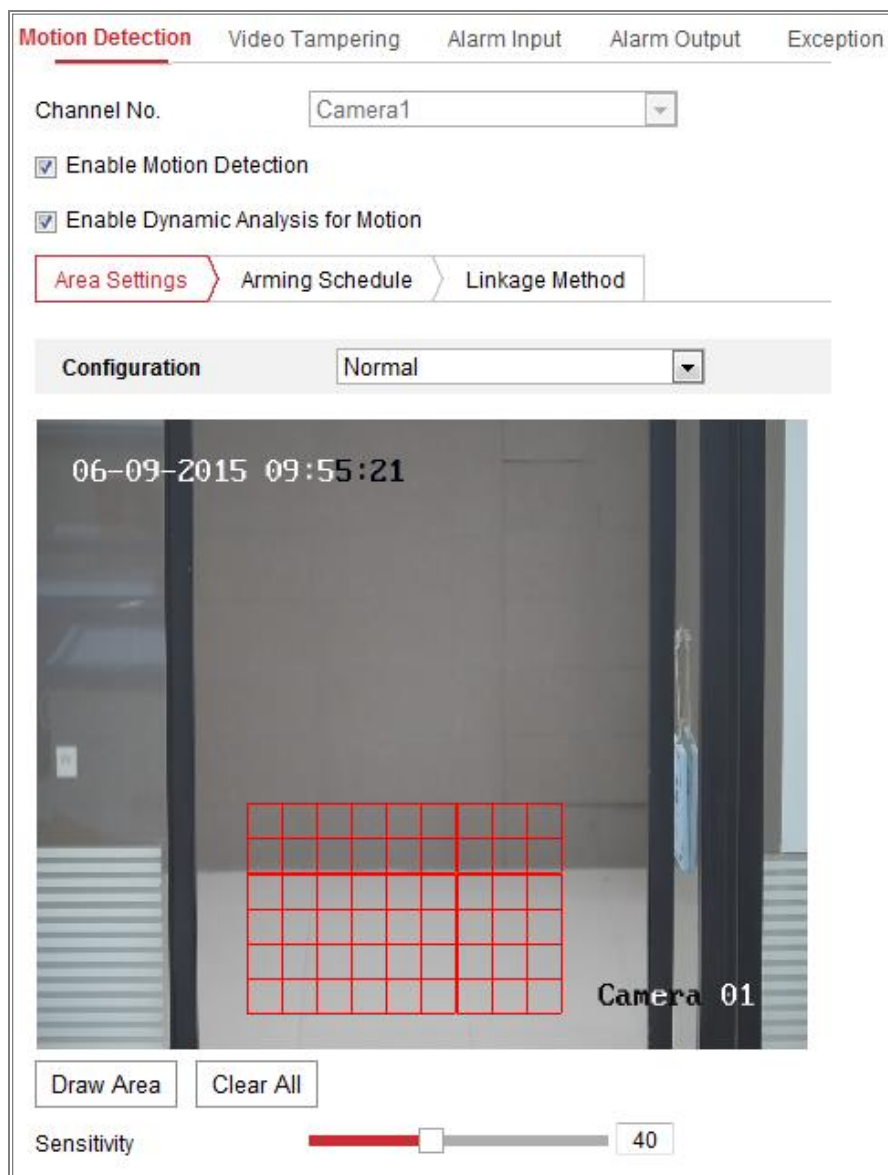 Motion Detection Video Tampering Alarm Input Alarm Output Exception
Channel No. Camera1
Enable Motion Detection
Enable Dynamic Analysis for Motion
Area Settings Arming Schedule Linkage Method
Configuration Normal
06-09-2015 09:55:21
Camera 01
Draw Area Clear All
Sensitivity 40